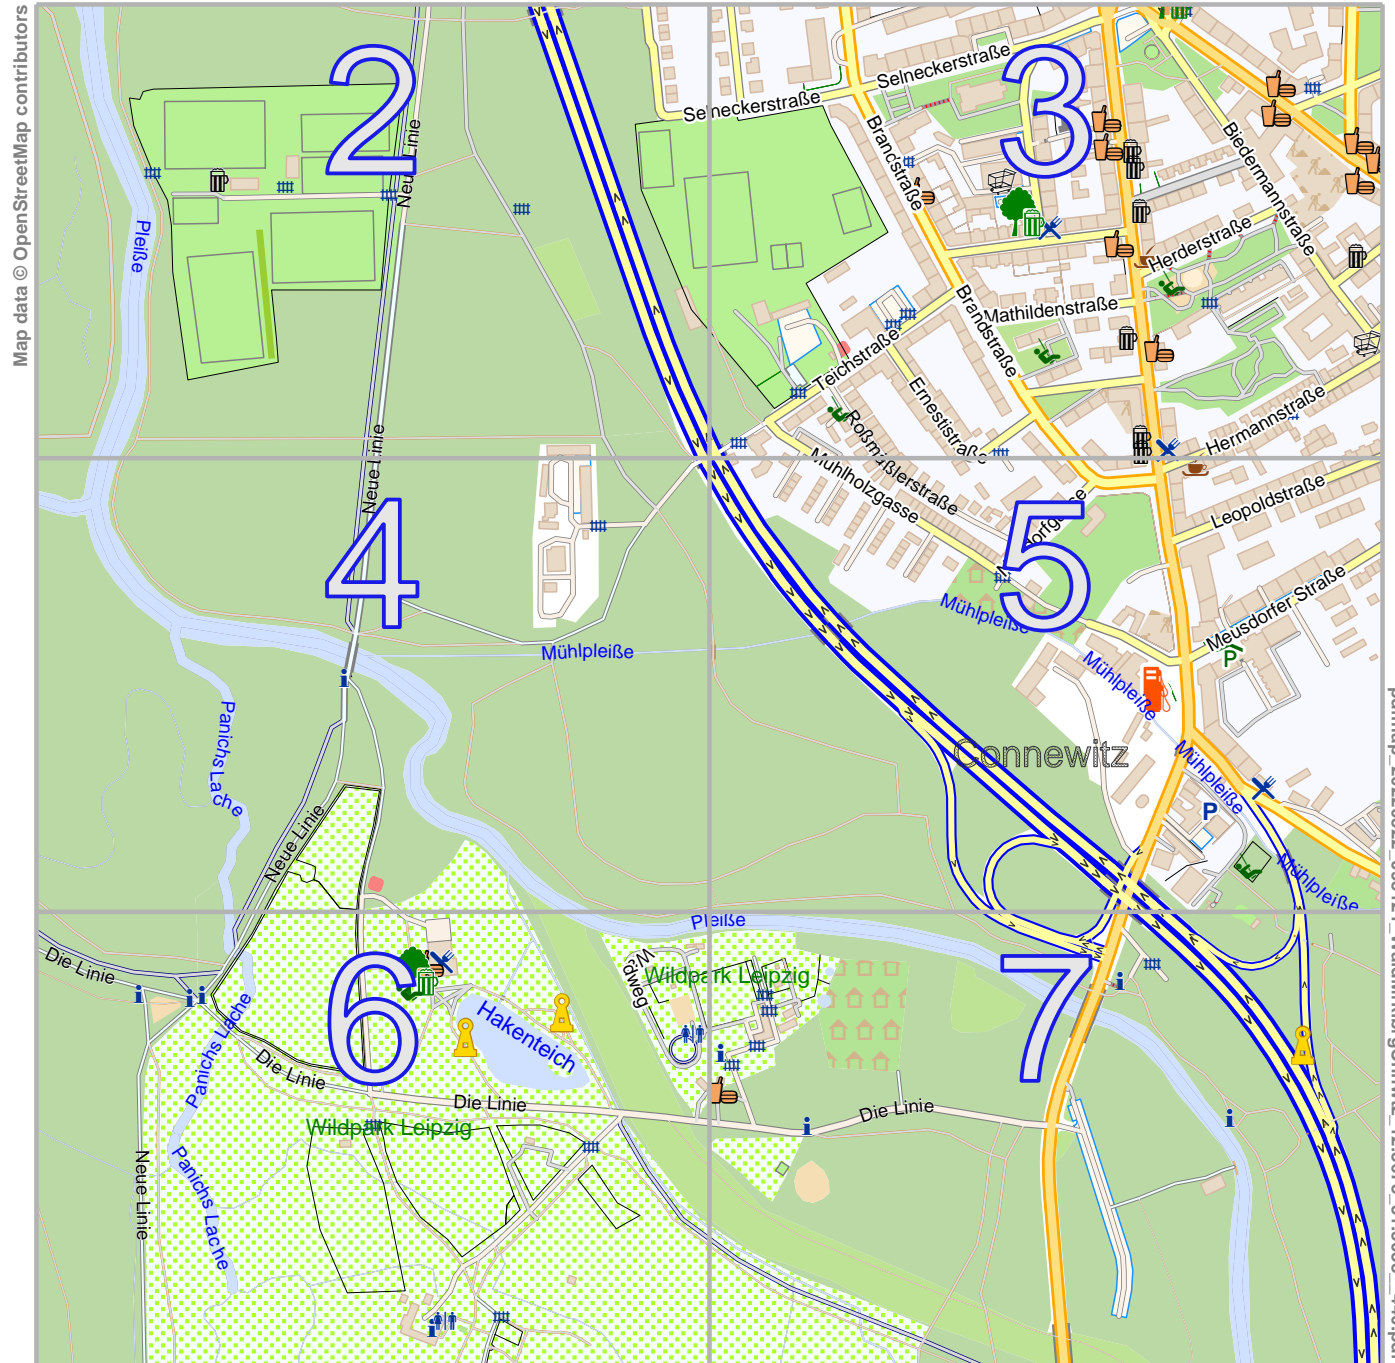 Map data © OpenStreetMap contributors
2
3
Selneckerstraße
Selneckerstraße
Neue Linie
Brandstraße
Biedermannstraße
Pleiße
Herderstraße
Mathildenstraße
Brandstraße
Teichstraße
Ernestistraße
Roßmäßlerstraße
Hermannstraße
Neue Linie
Mühlholzgasse
Leopoldstraße
4
5
Mühlpleiße
Meusdorfer Straße
Mühlpleiße
P
Mühlpleiße
Panichs Lache
Connewitz
Mühlpleiße
P
Neue Linie
Mühlpleiße
Pleiße
Die Linie
6
7
Wildpark Leipzig
Hakenteich
Panichs Lache
Die Linie
Die Linie
Die Linie
Wildpark Leipzig
Neue Linie
Panichs Lache